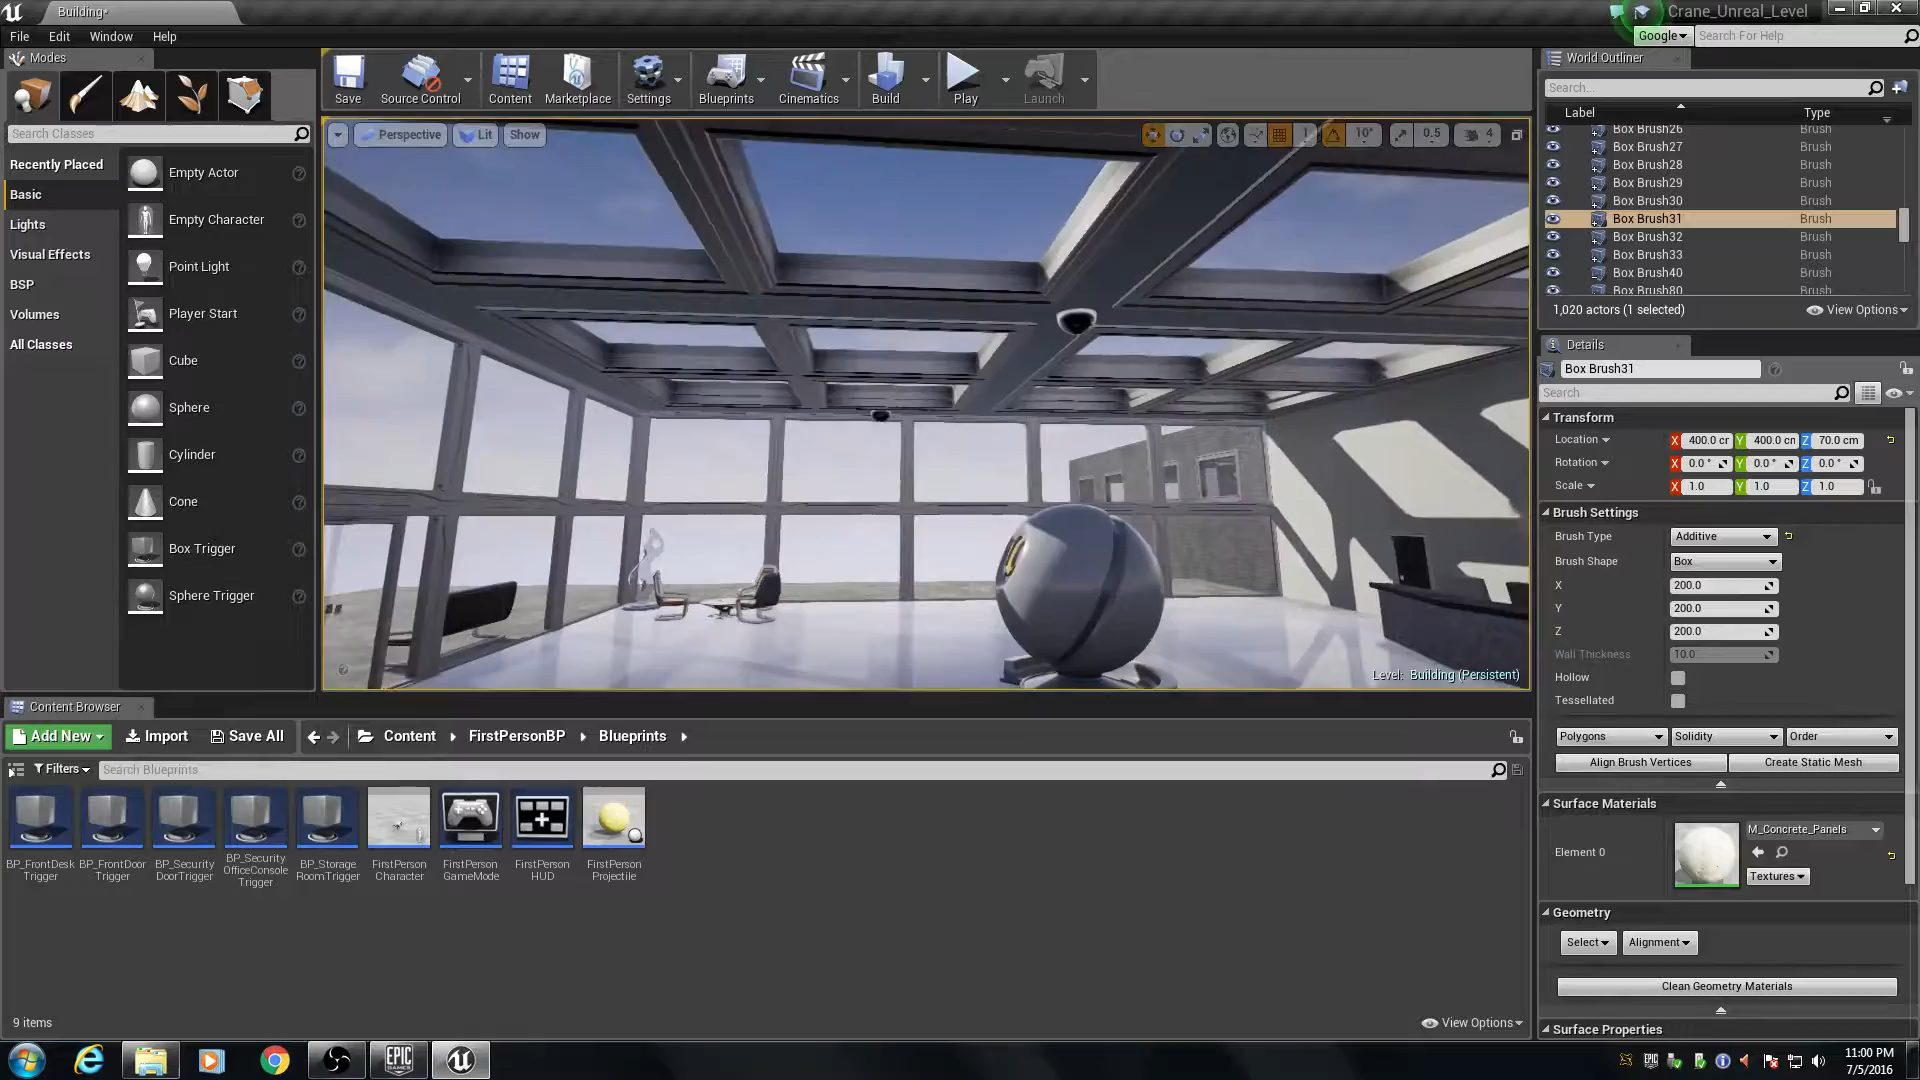 Building*
Crane_Unreal_Level
File Edit Window Help
Google
Search For Help
Modes
Search Classes
Recently Placed
Basic
Lights
Visual Effects
BSP
Volumes
All Classes
Empty Actor
Empty Character
Point Light
Player Start
Cube
Sphere
Cylinder
Cone
Box Trigger
Sphere Trigger
Save
Source Control
Content
Marketplace
Settings
Blueprints
Cinematics
Build
Play
Launch
Perspective
Lit
Show
1
10°
0.5
4
Level: Building (Persistent)
World Outliner
Search...
Label Type
Box Brush26 Brush
Box Brush27 Brush
Box Brush28 Brush
Box Brush29 Brush
Box Brush30 Brush
Box Brush31 Brush
Box Brush32 Brush
Box Brush33 Brush
Box Brush40 Brush
Box Brush80 Brush
1,020 actors (1 selected)
View Options
Details
Box Brush31
Search
Transform
Location X 400.0 cr Y 400.0 cn Z 70.0 cm
Rotation X 0.0 ° Y 0.0 ° Z 0.0 °
Scale X 1.0 Y 1.0 Z 1.0
Brush Settings
Brush Type Additive
Brush Shape Box
X 200.0
Y 200.0
Z 200.0
Wall Thickness 10.0
Hollow
Tessellated
Polygons Solidity Order
Align Brush Vertices Create Static Mesh
Surface Materials
Element 0
M_Concrete_Panels
Textures
Geometry
Select Alignment
Clean Geometry Materials
Surface Properties
Content Browser
Add New Import Save All
Content FirstPersonBP Blueprints
Filters
Search Blueprints
BP_FrontDesk
Trigger
BP_FrontDoor
Trigger
BP_Security
DoorTrigger
BP_Security
OfficeConsole
Trigger
BP_Storage
RoomTrigger
FirstPerson
Character
FirstPerson
GameMode
FirstPerson
HUD
FirstPerson
Projectile
9 items
View Options
EPIC
GAMES
11:00 PM
7/5/2016